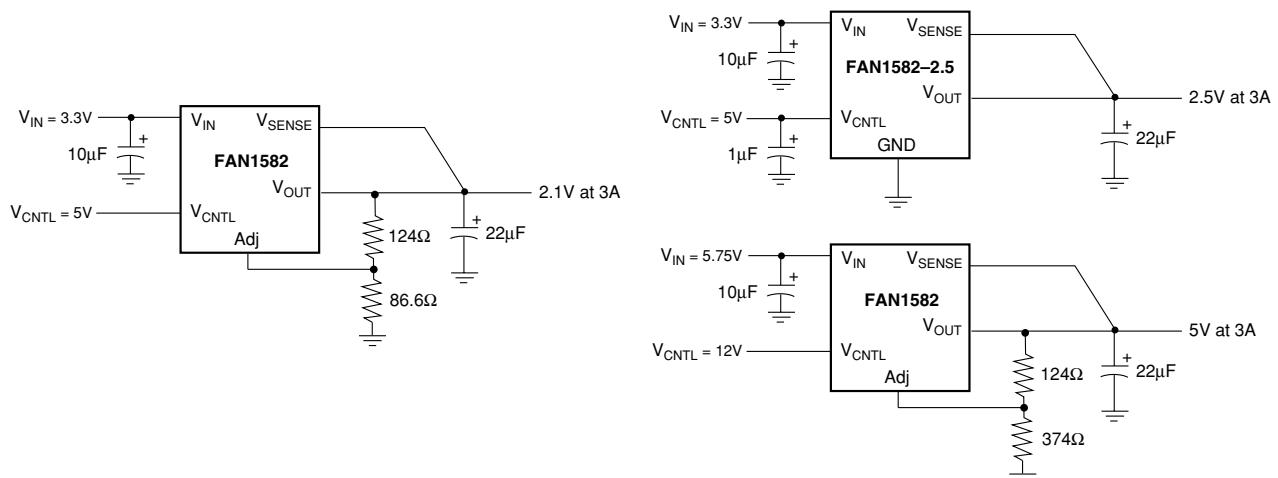 V_IN = 3.3V
10µF
+
V_IN
V_SENSE
FAN1582
V_OUT
2.1V at 3A
V_CNTL = 5V
V_CNTL
Adj
124Ω
+
22µF
86.6Ω
V_IN = 3.3V
10µF
+
V_IN
V_SENSE
FAN1582–2.5
V_OUT
2.5V at 3A
V_CNTL = 5V
V_CNTL
1µF
+
GND
+
22µF
V_IN = 5.75V
10µF
+
V_IN
V_SENSE
FAN1582
V_OUT
5V at 3A
V_CNTL = 12V
V_CNTL
Adj
124Ω
+
22µF
374Ω